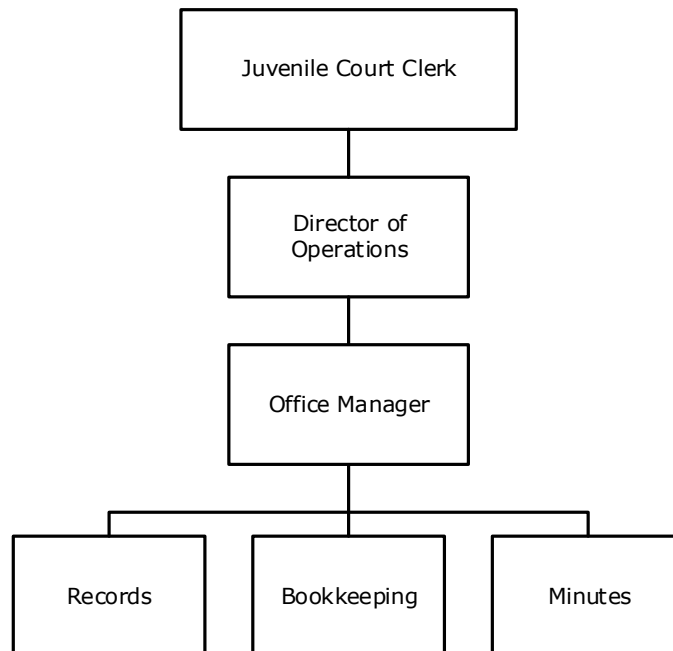 Juvenile Court Clerk
Director of
Operations
Office Manager
Records
Bookkeeping
Minutes